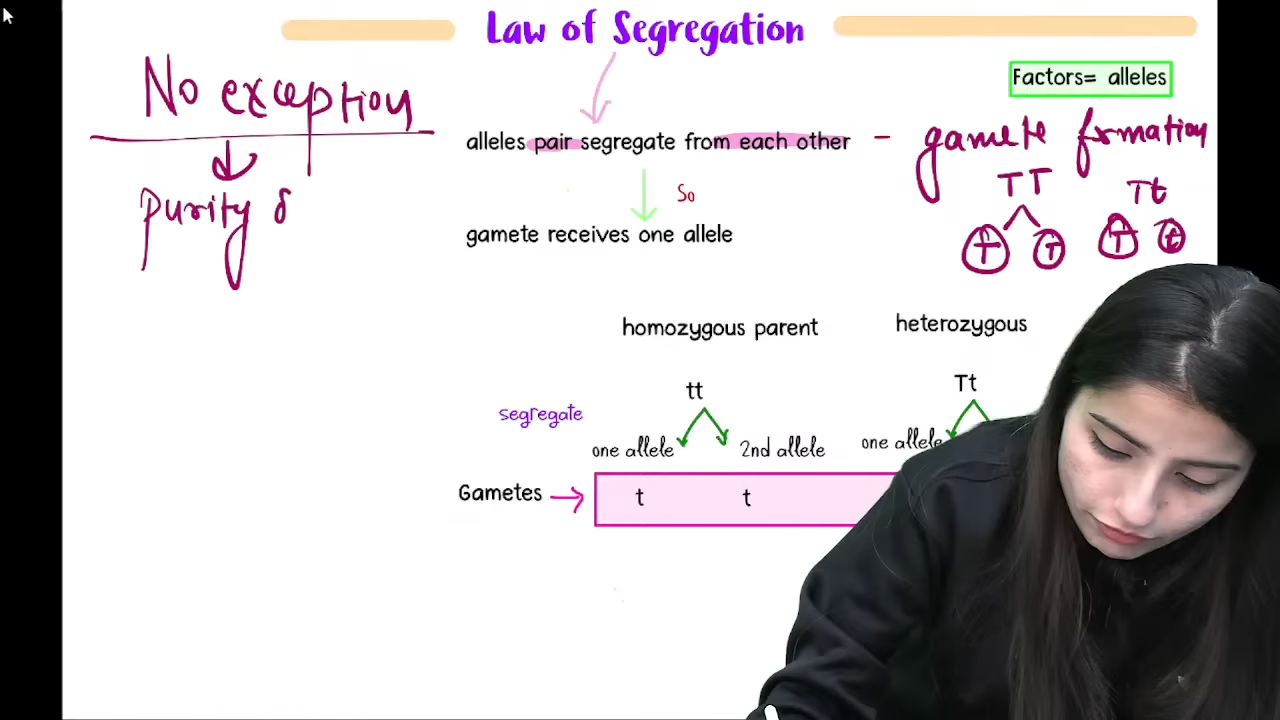 Law of Segregation
No exception
Factors= alleles
alleles pair segregate from each other - gamete formation
TT
Tt
purity
So
T T
T t
gamete receives one allele
homozygous parent
heterozygous
tt
Tt
segregate
one allele
2nd allele
one allele
Gametes
t
t